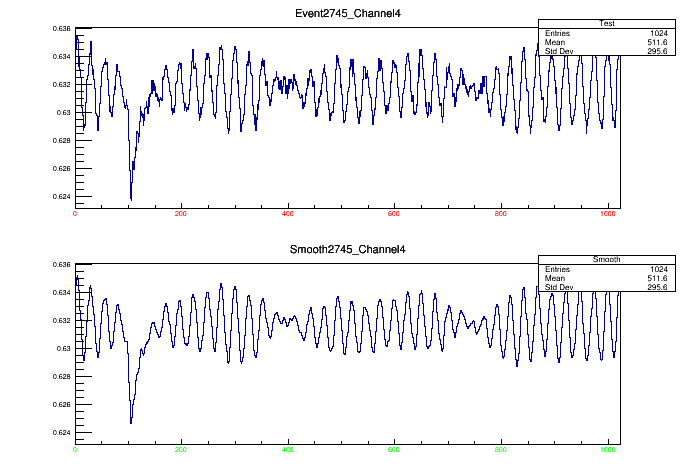 Event2745_Channel4
Test
Entries 1024
Mean 511.6
Std Dev 295.6
0.636
0.634
0.632
0.63
0.628
0.626
0.624
0 200 400 600 800 1000
Smooth2745_Channel4
Smooth
Entries 1024
Mean 511.6
Std Dev 295.6
0.636
0.634
0.632
0.63
0.628
0.626
0.624
0 200 400 600 800 1000